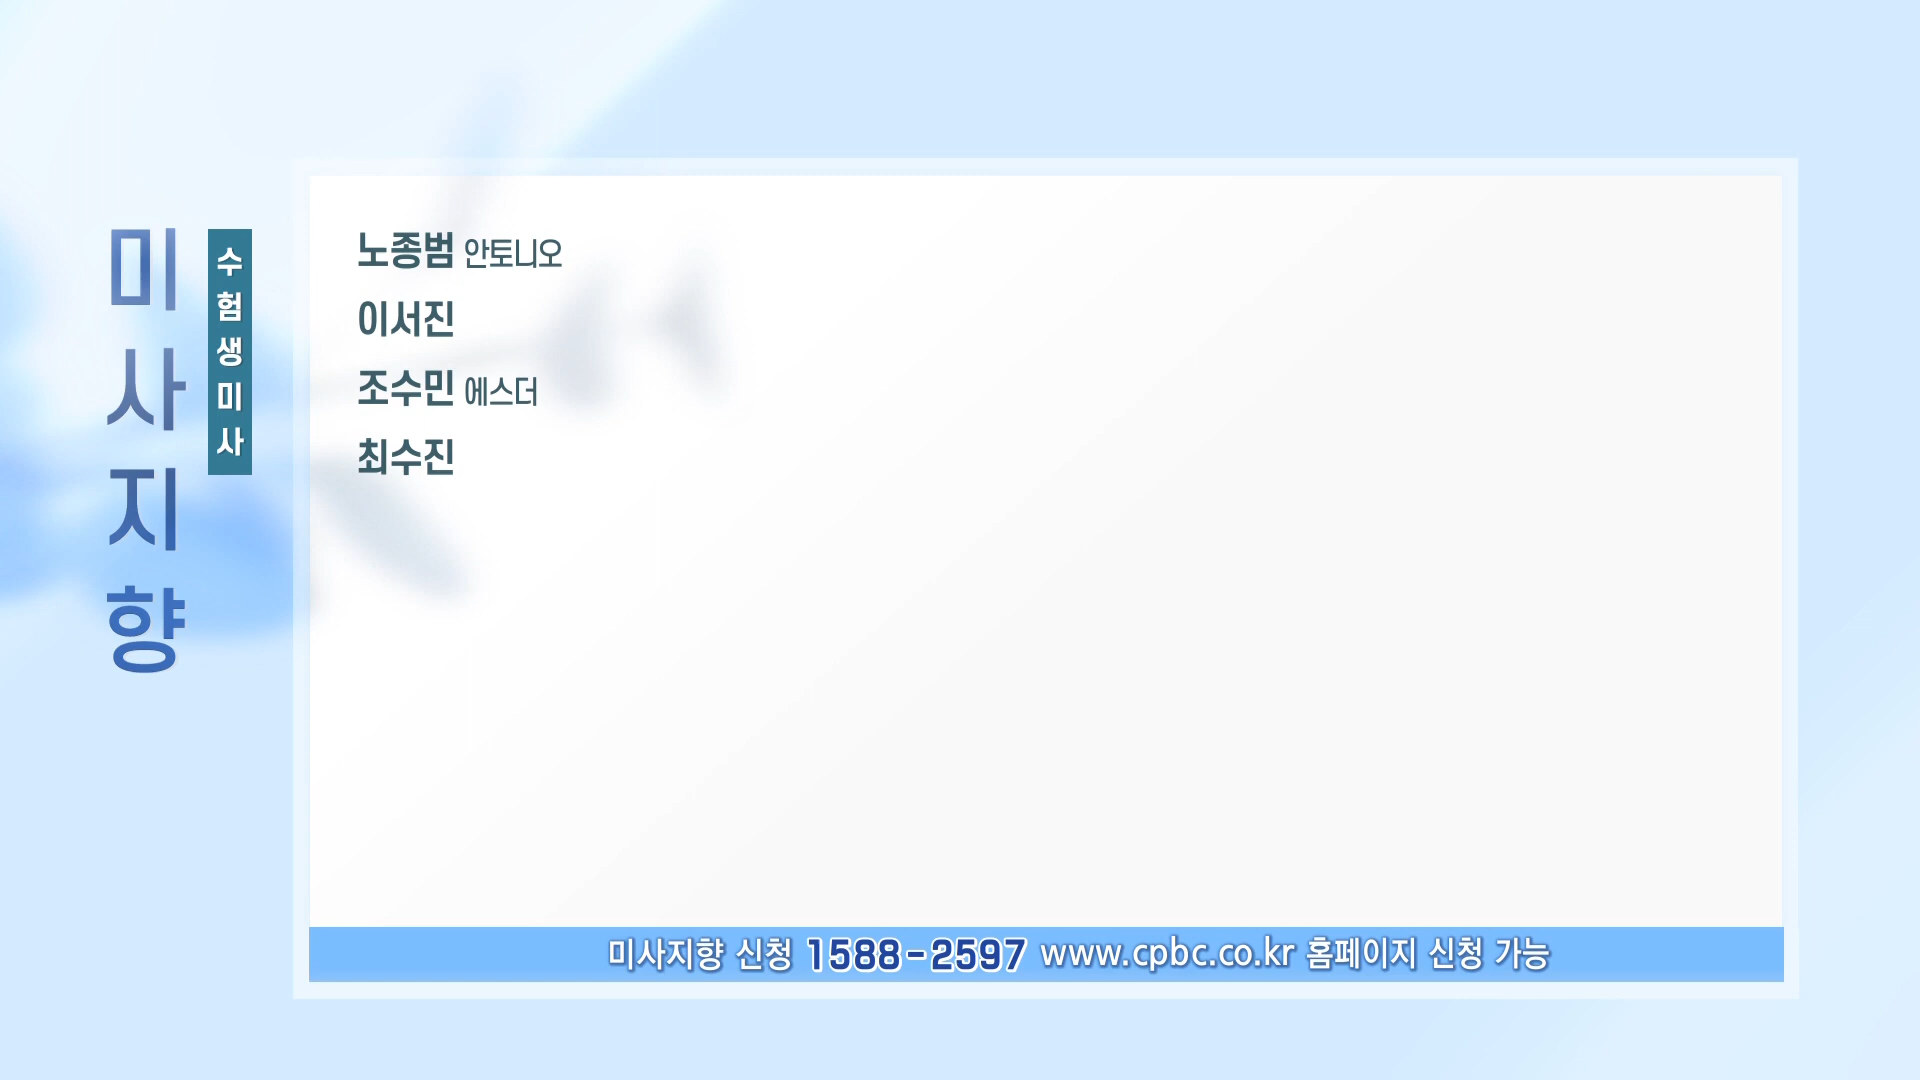 미사지향
수험생미사
노종범 안토니오
이서진
조수민 에스더
최수진
미사지향 신청 1588-2597 www.cpbc.co.kr 홈페이지 신청 가능